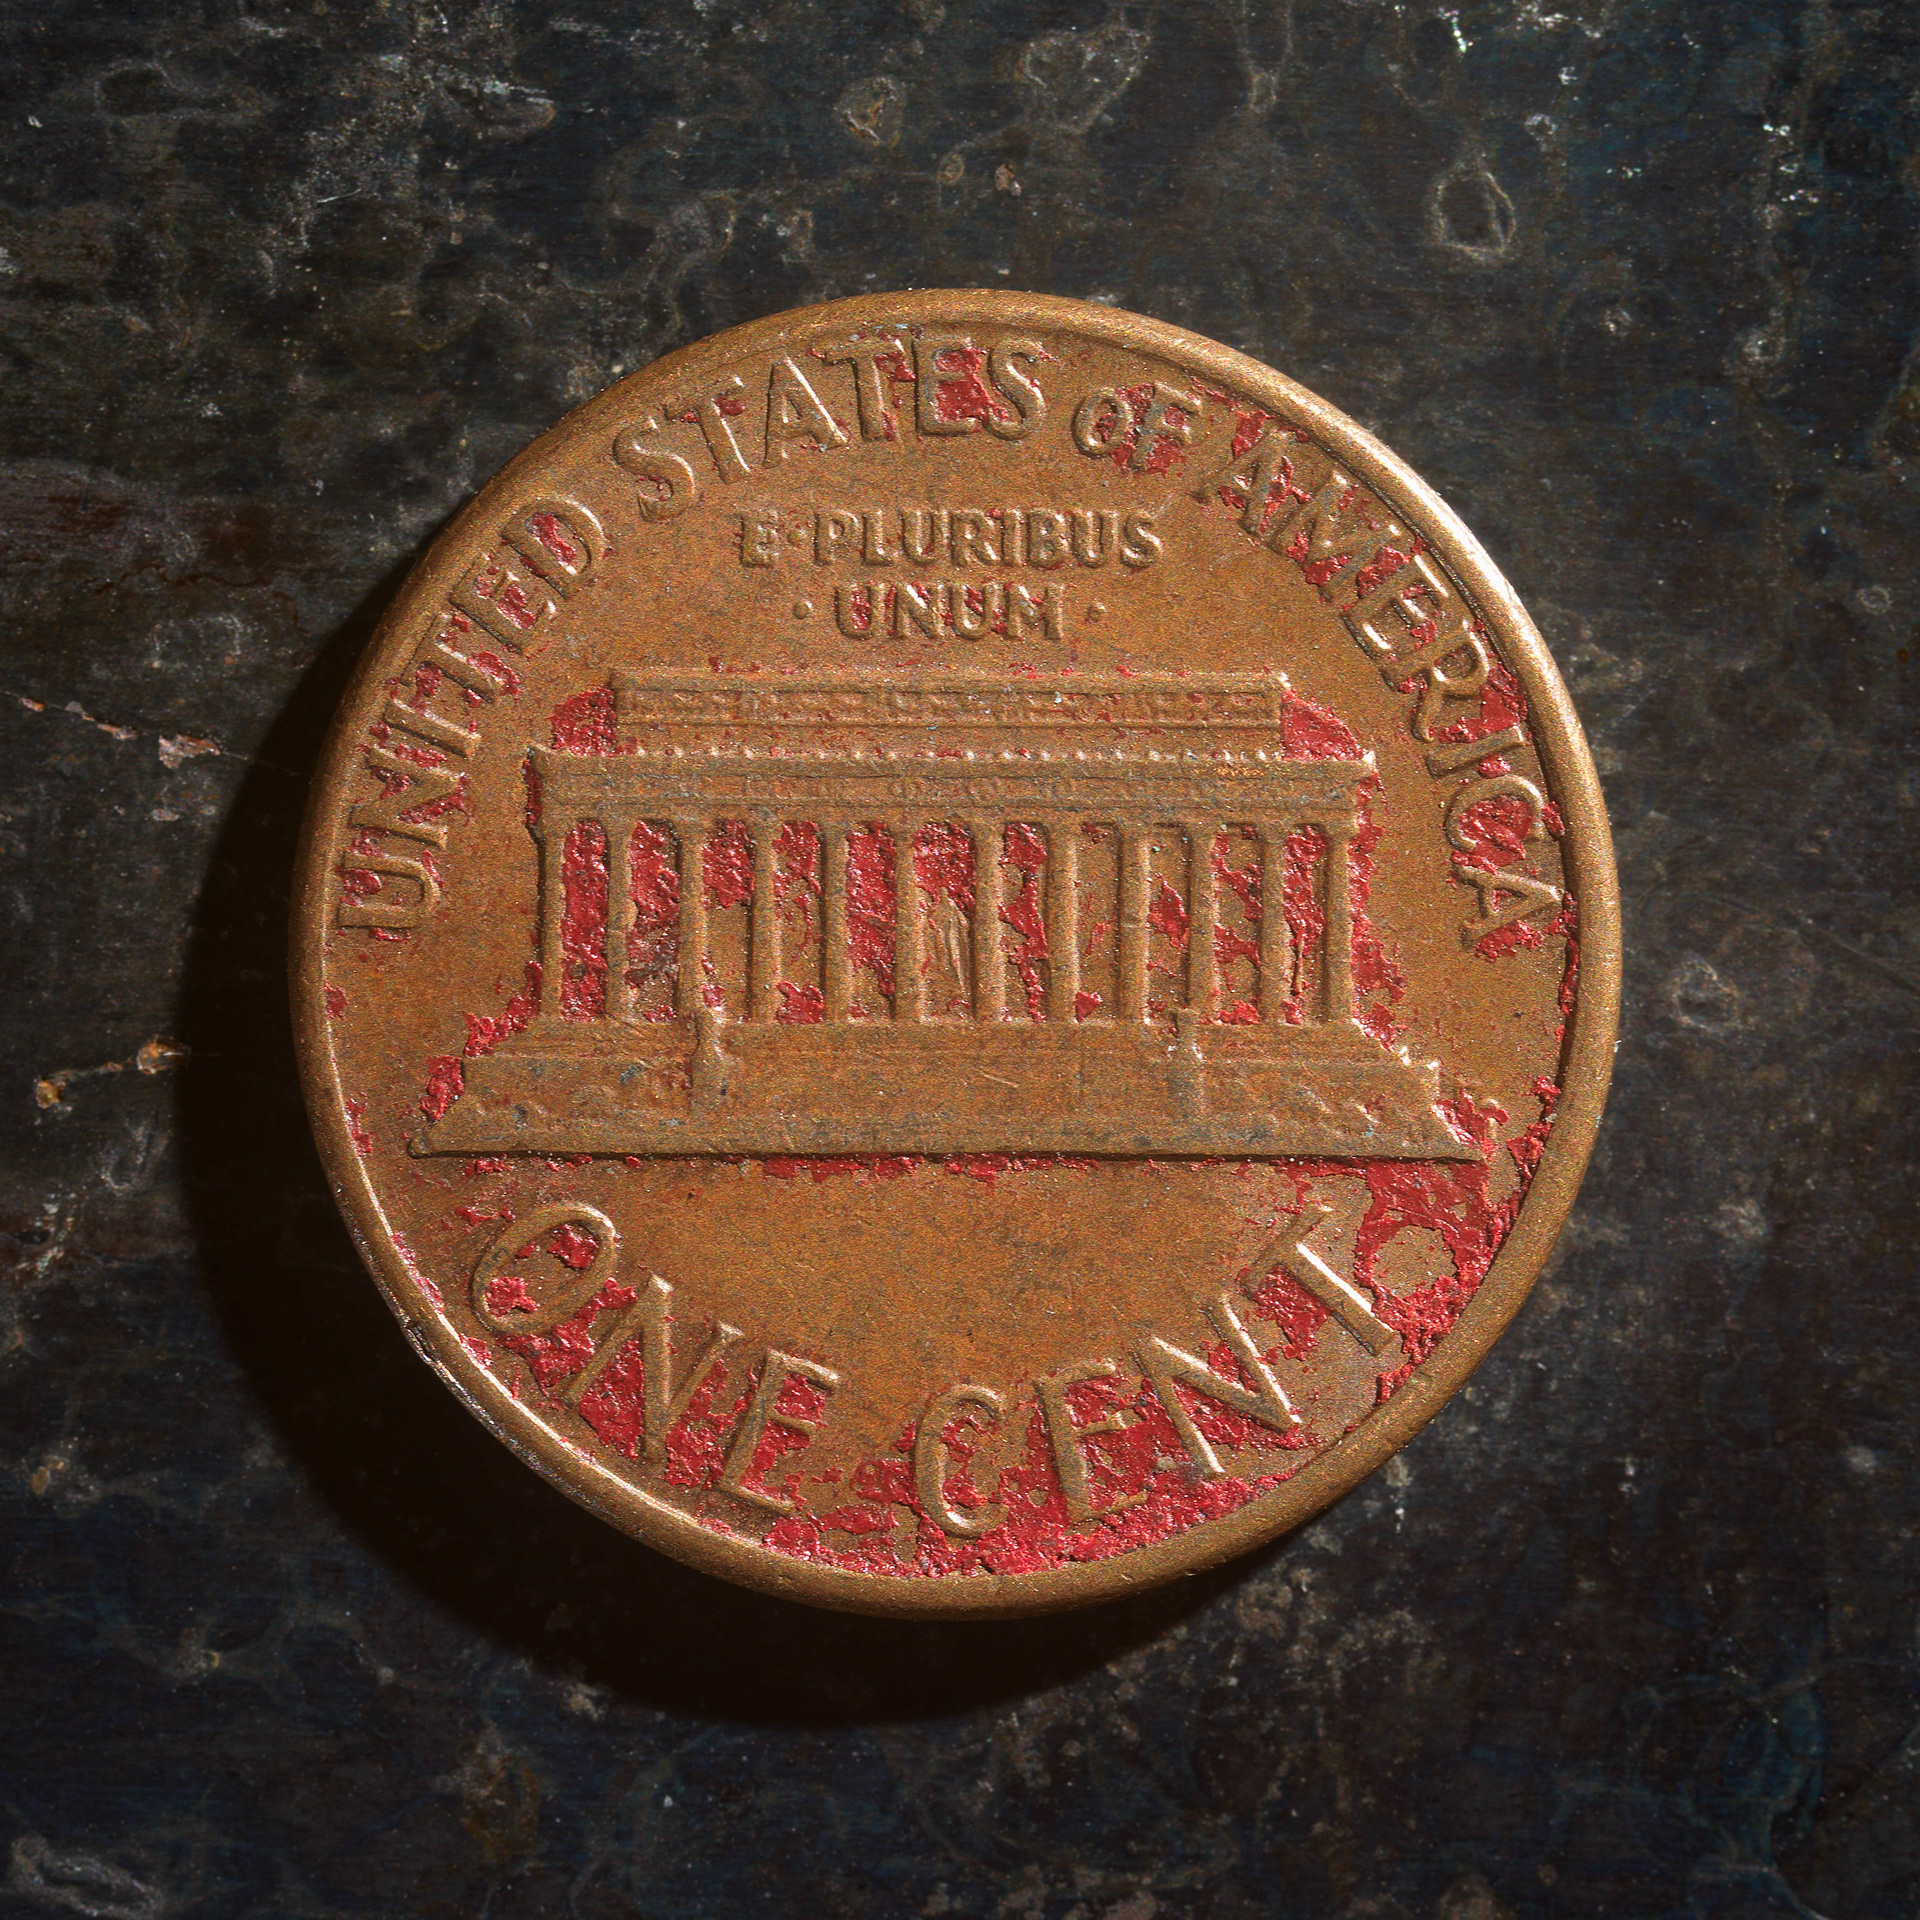 UNITED STATES OF AMERICA
E·PLURIBUS
· UNUM ·
ONE CENT